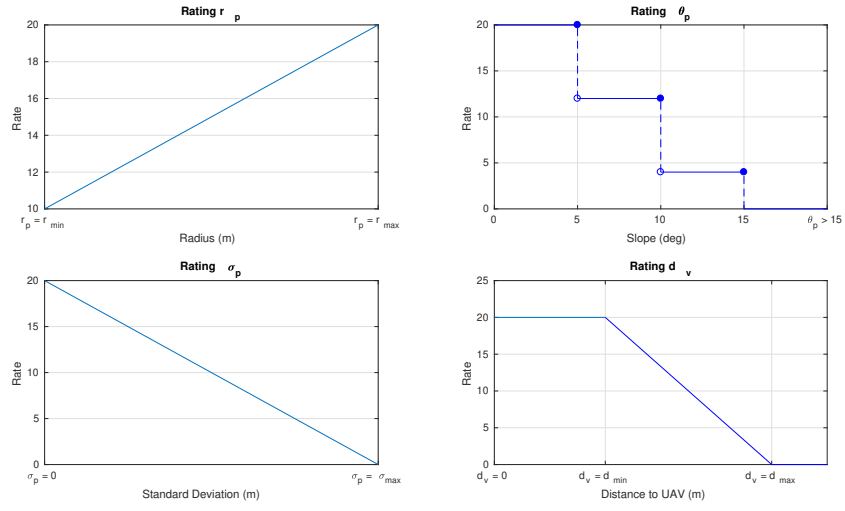 Rating r p
20
18
16
14
12
10
Rate
r p = r min
r p = r max
Radius (m)
Rating θ p
20
15
10
5
0
Rate
0
5
10
15
θ p > 15
Slope (deg)
Rating σ p
20
15
10
5
0
Rate
σ p = 0
σ p = σ max
Standard Deviation (m)
Rating d v
25
20
15
10
5
0
Rate
d v = 0
d v = d min
d v = d max
Distance to UAV (m)